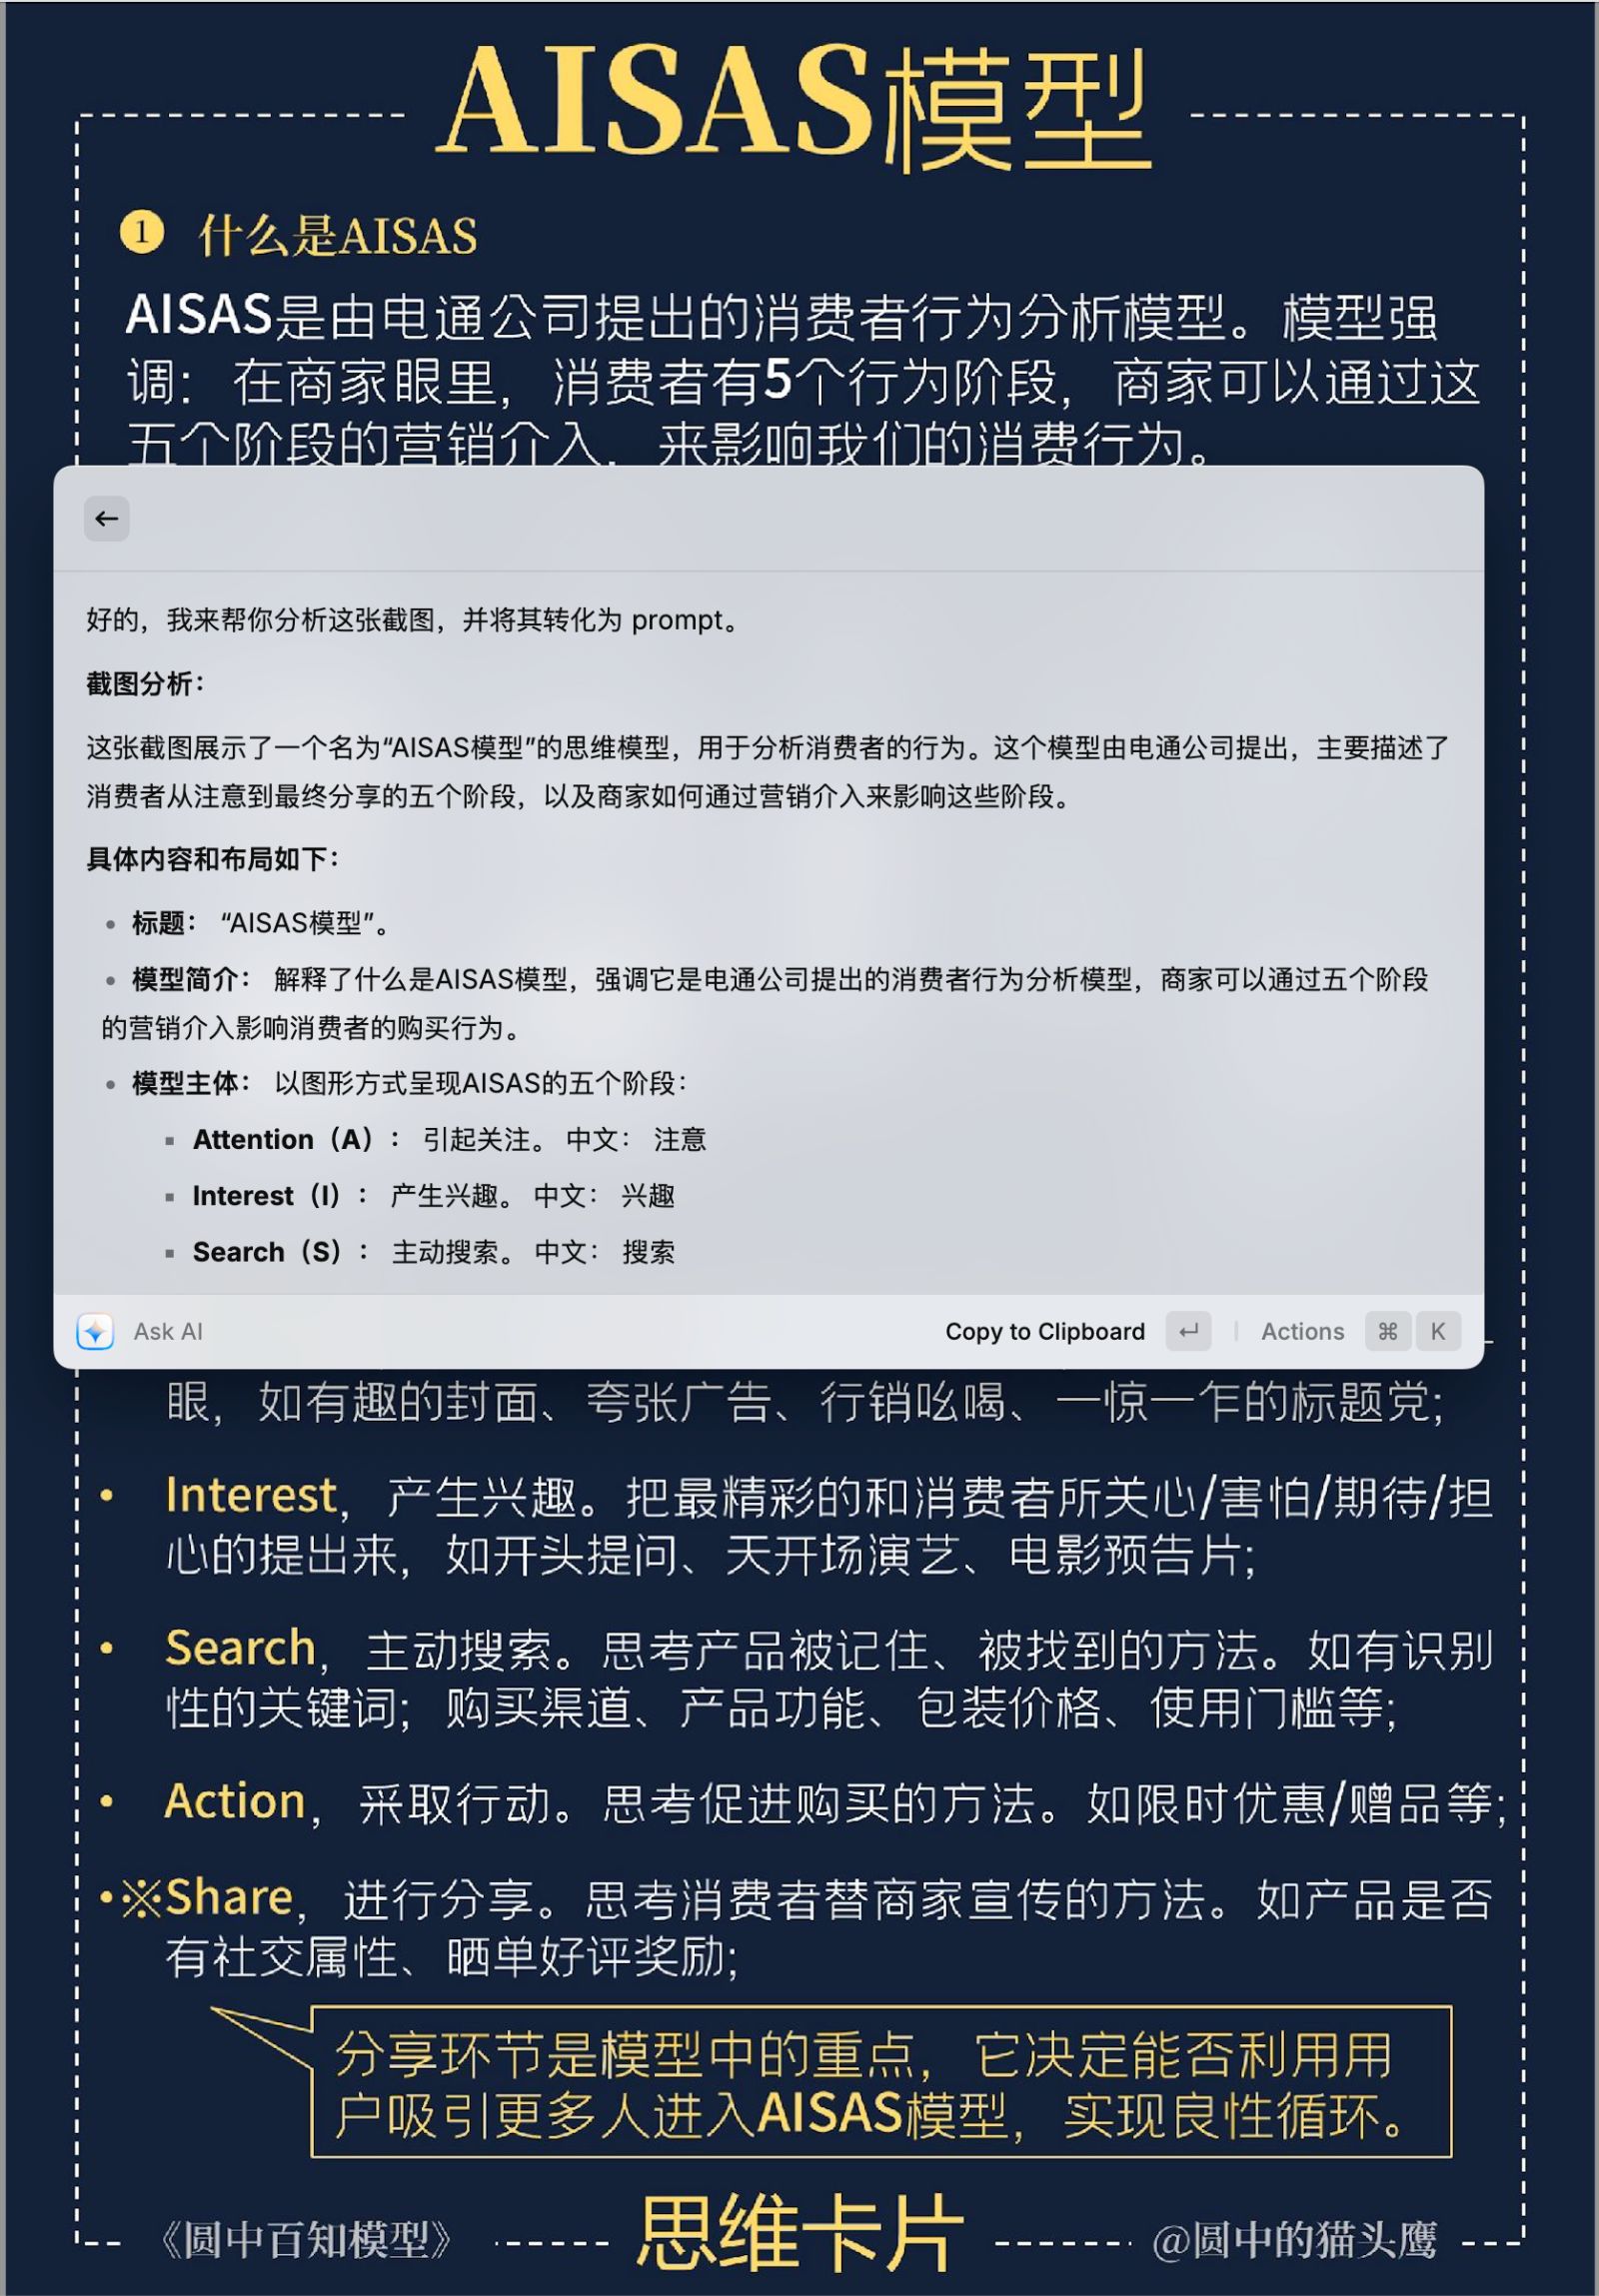 AISAS模型
1 什么是AISAS
AISAS是由电通公司提出的消费者行为分析模型。模型强
调：在商家眼里，消费者有5个行为阶段，商家可以通过这
五个阶段的营销介入，来影响我们的消费行为。
←
好的，我来帮你分析这张截图，并将其转化为 prompt。
截图分析：
这张截图展示了一个名为“AISAS模型”的思维模型，用于分析消费者的行为。这个模型由电通公司提出，主要描述了
消费者从注意到最终分享的五个阶段，以及商家如何通过营销介入来影响这些阶段。
具体内容和布局如下：
• 标题： “AISAS模型”。
• 模型简介： 解释了什么是AISAS模型，强调它是电通公司提出的消费者行为分析模型，商家可以通过五个阶段
的营销介入影响消费者的购买行为。
• 模型主体： 以图形方式呈现AISAS的五个阶段：
▪ Attention（A）： 引起关注。 中文： 注意
▪ Interest（I）： 产生兴趣。 中文： 兴趣
▪ Search（S）： 主动搜索。 中文： 搜索
Ask AI Copy to Clipboard ↵ | Actions ⌘ K
眼，如有趣的封面、夸张广告、行销吆喝、一惊一乍的标题党;
• Interest，产生兴趣。把最精彩的和消费者所关心/害怕/期待/担
心的提出来，如开头提问、天开场演艺、电影预告片;
• Search，主动搜索。思考产品被记住、被找到的方法。如有识别
性的关键词；购买渠道、产品功能、包装价格、使用门槛等;
• Action，采取行动。思考促进购买的方法。如限时优惠/赠品等;
•※Share，进行分享。思考消费者替商家宣传的方法。如产品是否
有社交属性、晒单好评奖励;
分享环节是模型中的重点，它决定能否利用用
户吸引更多人进入AISAS模型，实现良性循环。
《圆中百知模型》 思维卡片 @圆中的猫头鹰